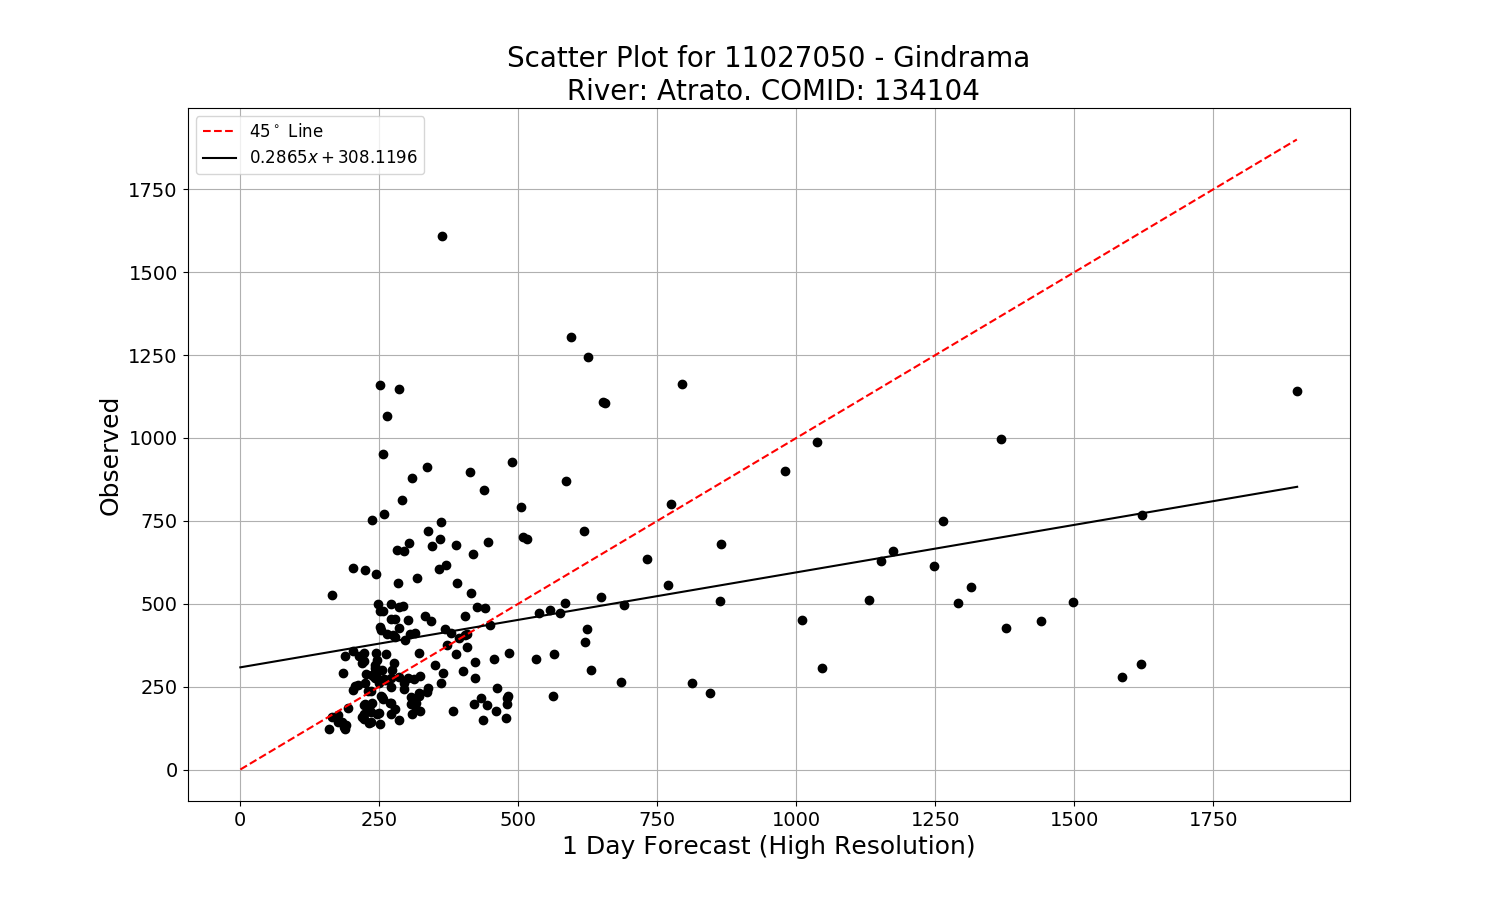 Scatter Plot for 11027050 - Gindrama
River: Atrato. COMID: 134104
45° Line
0.2865x + 308.1196
1750
1500
1250
1000
750
500
250
0
Observed
0 250 500 750 1000 1250 1500 1750
1 Day Forecast (High Resolution)